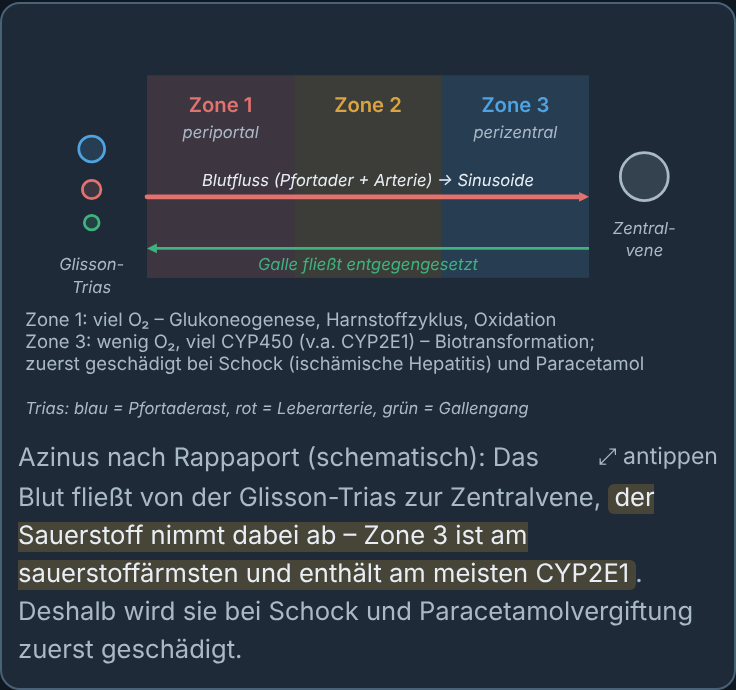 Zone 1
Zone 2
Zone 3
periportal
perizentral
Blutfluss (Pfortader + Arterie) → Sinusoide
Galle fließt entgegengesetzt
Glisson-
Trias
Zentral-
vene
Zone 1: viel O₂ – Glukoneogenese, Harnstoffzyklus, Oxidation
Zone 3: wenig O₂, viel CYP450 (v.a. CYP2E1) – Biotransformation;
zuerst geschädigt bei Schock (ischämische Hepatitis) und Paracetamol
Trias: blau = Pfortaderast, rot = Leberarterie, grün = Gallengang
Azinus nach Rappaport (schematisch): Das
⤢ antippen
Blut fließt von der Glisson-Trias zur Zentralvene, der
Sauerstoff nimmt dabei ab – Zone 3 ist am
sauerstoffärmsten und enthält am meisten CYP2E1.
Deshalb wird sie bei Schock und Paracetamolvergiftung
zuerst geschädigt.